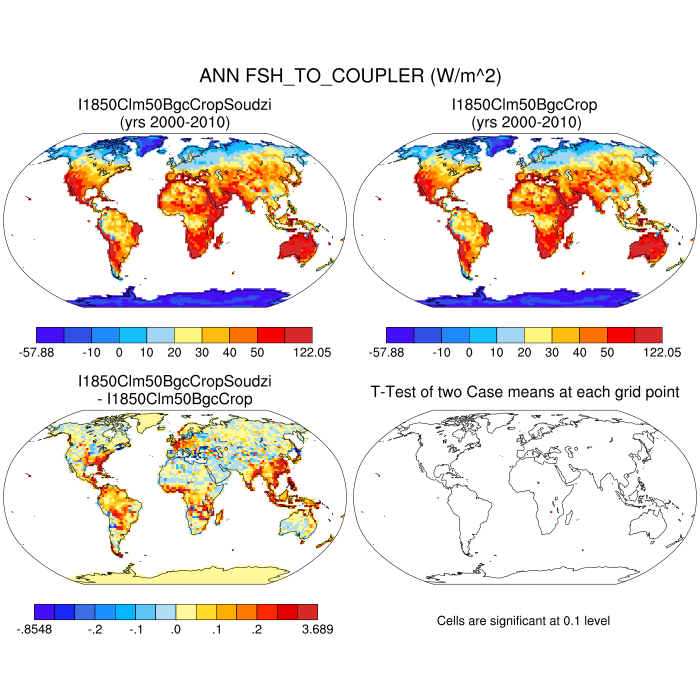 ANN FSH_TO_COUPLER (W/m^2)
I1850Clm50BgcCropSoudzi
(yrs 2000-2010)
I1850Clm50BgcCrop
(yrs 2000-2010)
-57.88 -10 0 10 20 30 40 50 122.05
-57.88 -10 0 10 20 30 40 50 122.05
I1850Clm50BgcCropSoudzi
- I1850Clm50BgcCrop
T-Test of two Case means at each grid point
-.8548 -.2 -.1 .0 .1 .2 3.689
Cells are significant at 0.1 level